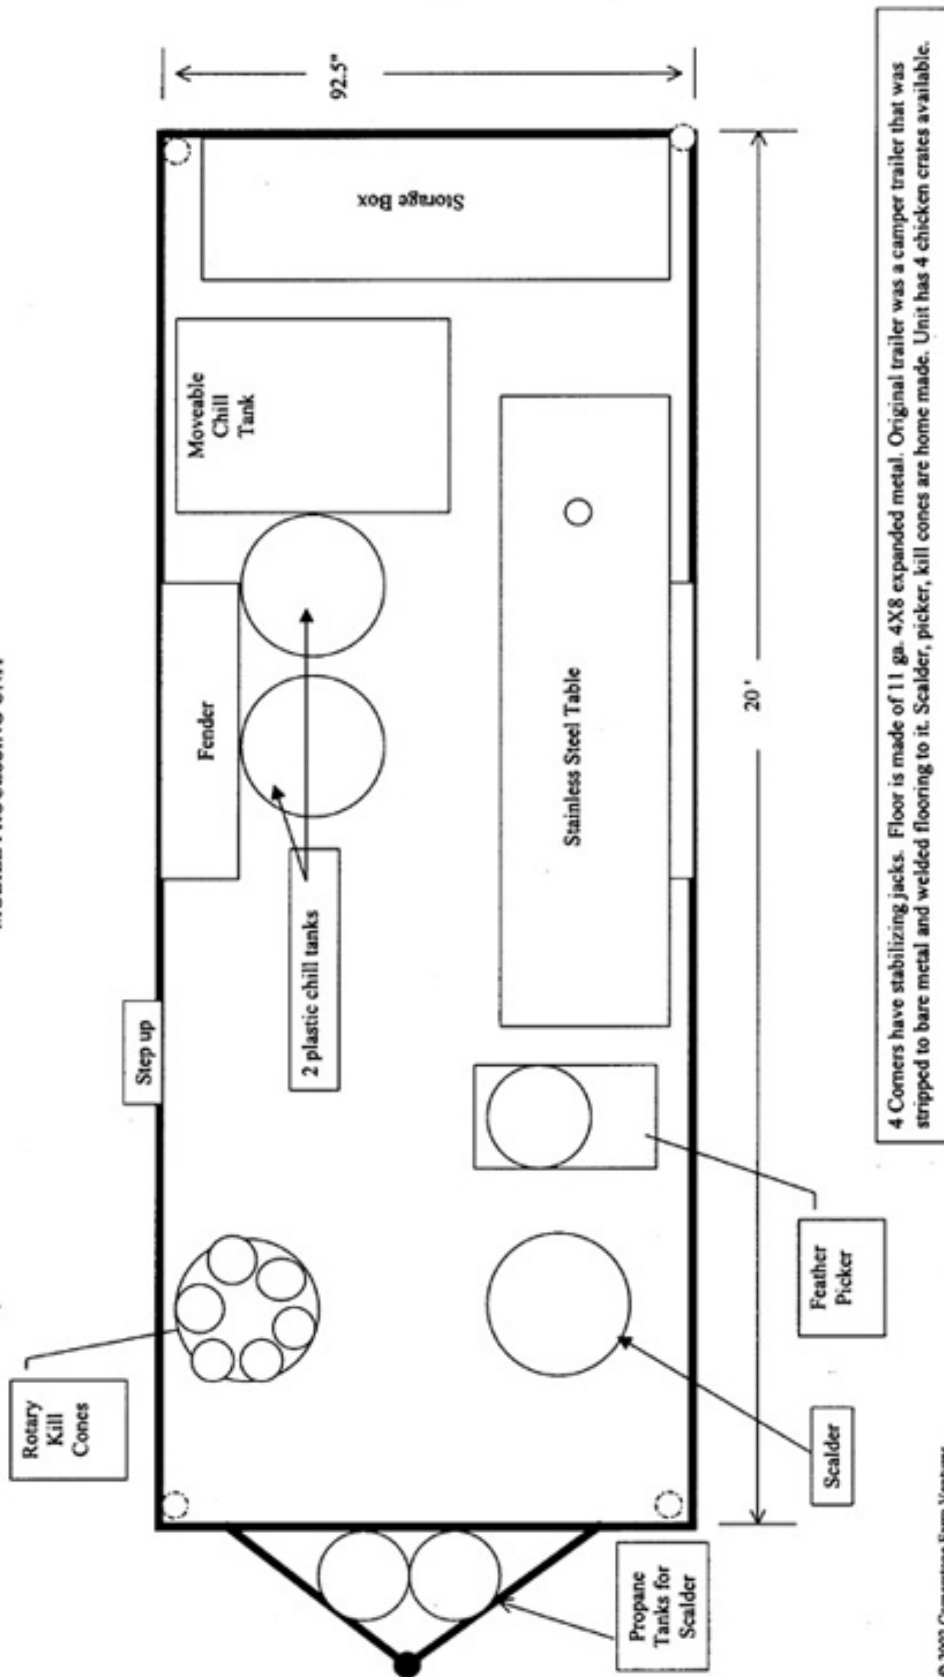 92.5"
Storage Box
Moveable
Chill
Tank
Fender
Stainless Steel Table
20 '
2 plastic chill tanks
Step up
Rotary
Kill
Cones
Feather
Picker
Scalder
Propane
Tanks for
Scalder
4 Corners have stabilizing jacks. Floor is made of 11 ga. 4X8 expanded metal. Original trailer was a camper trailer that was
stripped to bare metal and welded flooring to it. Scalder, picker, kill cones are home made. Unit has 4 chicken crates available.